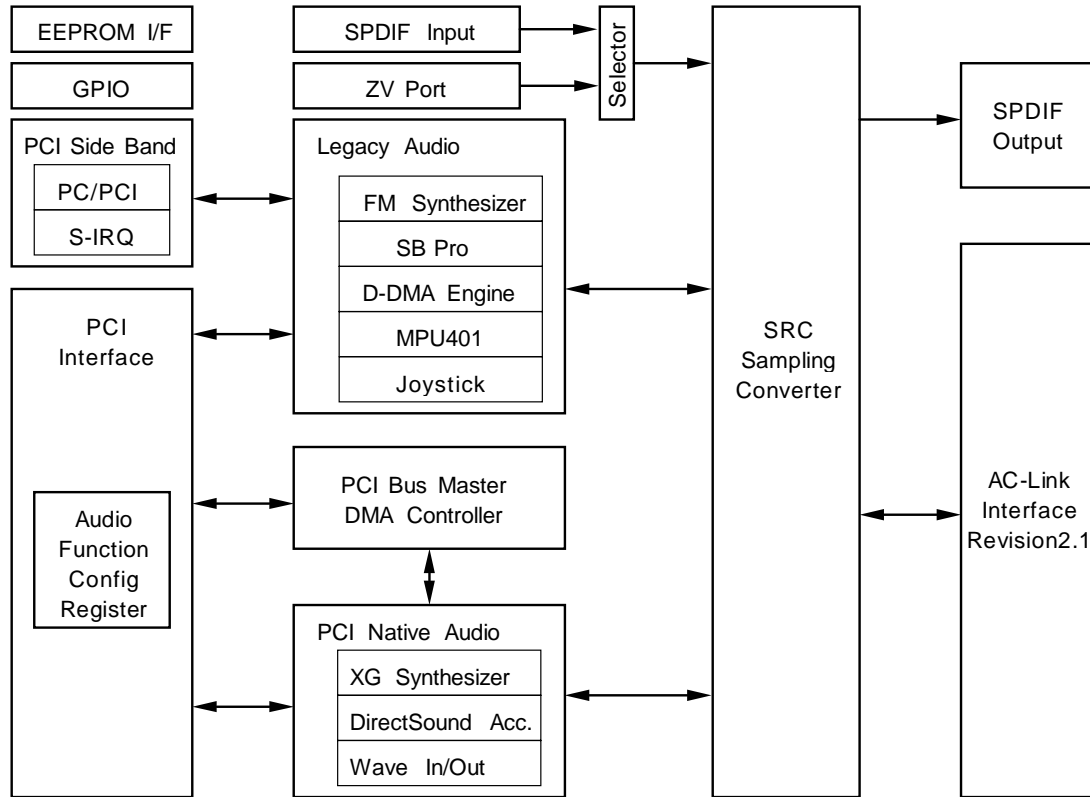 EEPROM I/F
GPIO
PCI Side Band
PC/PCI
S-IRQ
PCI
Interface
Audio
Function
Config
Register
SPDIF Input
ZV Port
Selector
Legacy Audio
FM Synthesizer
SB Pro
D-DMA Engine
MPU401
Joystick
PCI Bus Master
DMA Controller
PCI Native Audio
XG Synthesizer
DirectSound Acc.
Wave In/Out
SRC
Sampling
Converter
SPDIF
Output
AC-Link
Interface
Revision2.1